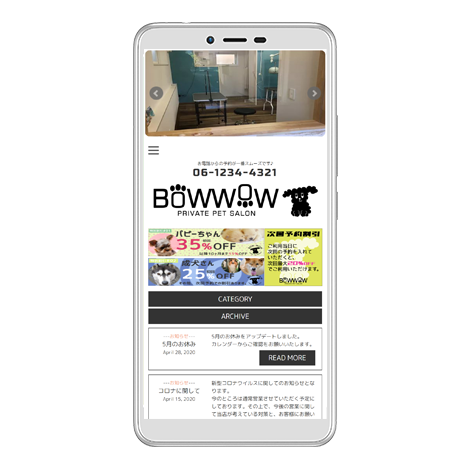 お電話からの予約が一番スムーズです♪
06-1234-4321
BOWWOW
PRIVATE PET SALON
パピーちゃん
35%OFF
成犬さん
25%OFF
次回予約割引
ご利用当日に
次回の予約を入れて
いただくと、
次回最大20%OFF
でご利用いただけます。
BOWWOW
CATEGORY
ARCHIVE
---お知らせ---
5月のお休み
April 28, 2020
5月のお休みをアップデートしました。
カレンダーからご確認をお願いいたします。
READ MORE
---お知らせ---
コロナに関して
April 15, 2020
新型コロナウイルスに関してのお知らせとな
ります。
今のところは通常営業させていただく予定に
しております。その上で、今後の営業に関し
て当店が考えている対策と、お客様にお願い